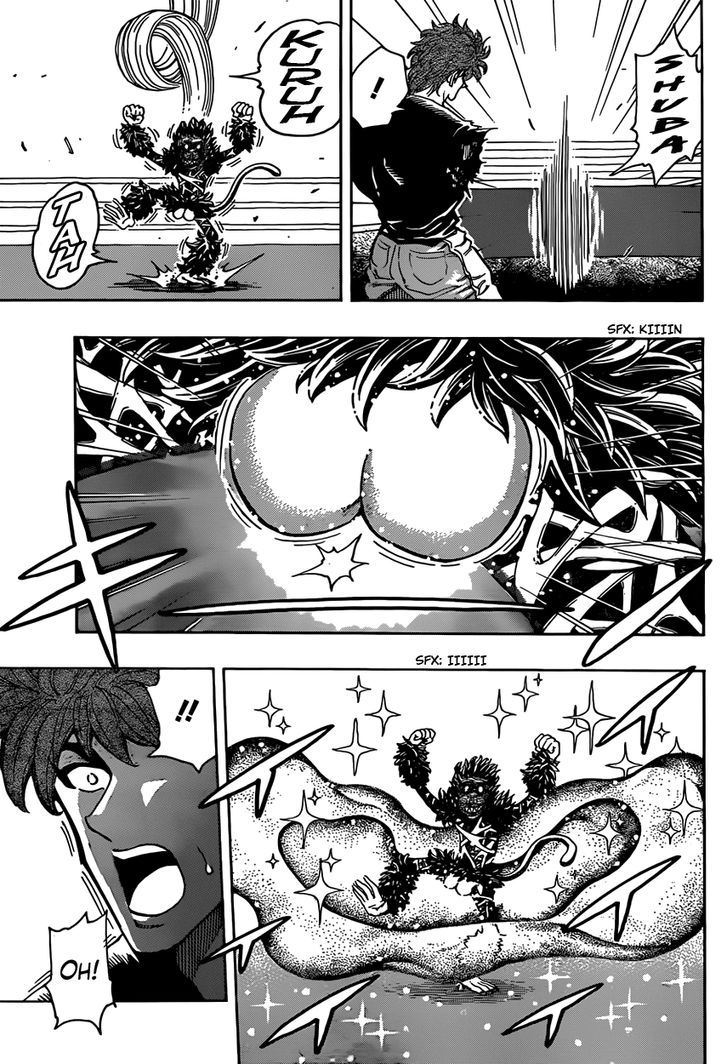 SHUBA
!
KURUH
TAH
SFX: KIIIIN
SFX: IIIIII
!!
OH!